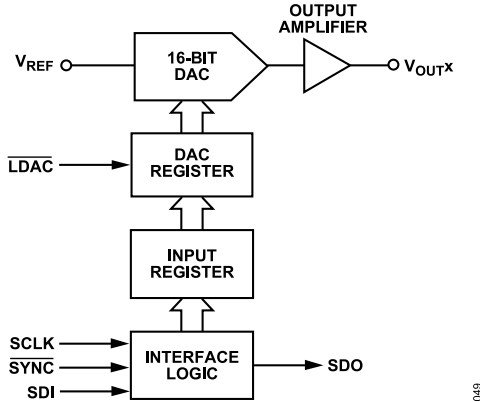 OUTPUT
AMPLIFIER
VREF
16-BIT
DAC
VOUTX
LDAC
DAC
REGISTER
INPUT
REGISTER
SCLK
SYNC
SDI
INTERFACE
LOGIC
SDO
049